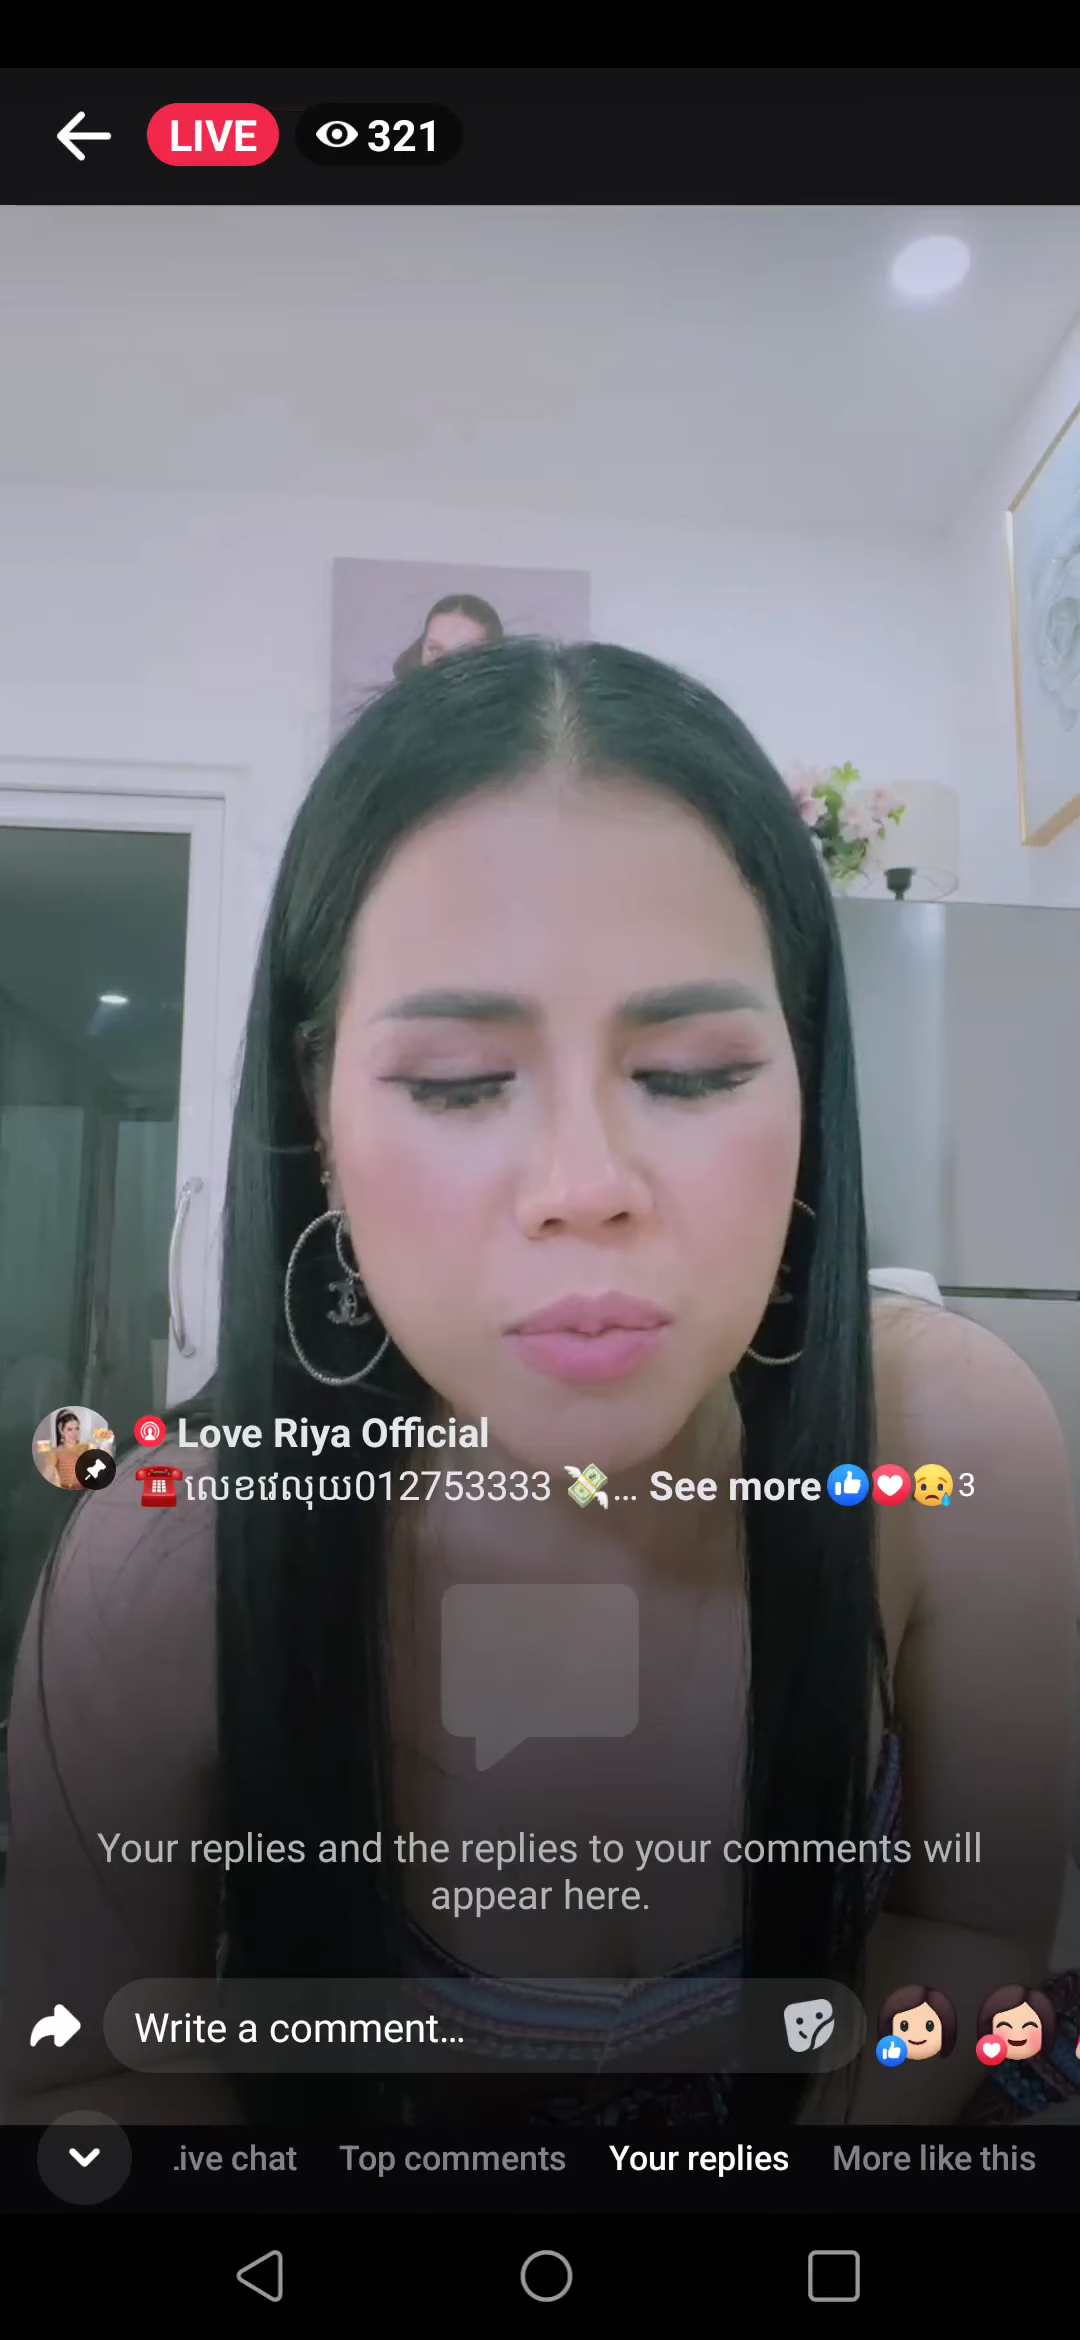 LIVE 321
Love Riya Official
☎️លេខវេលុយ012753333 💸... See more 3
Your replies and the replies to your comments will
appear here.
Write a comment...
.ive chat Top comments Your replies More like this